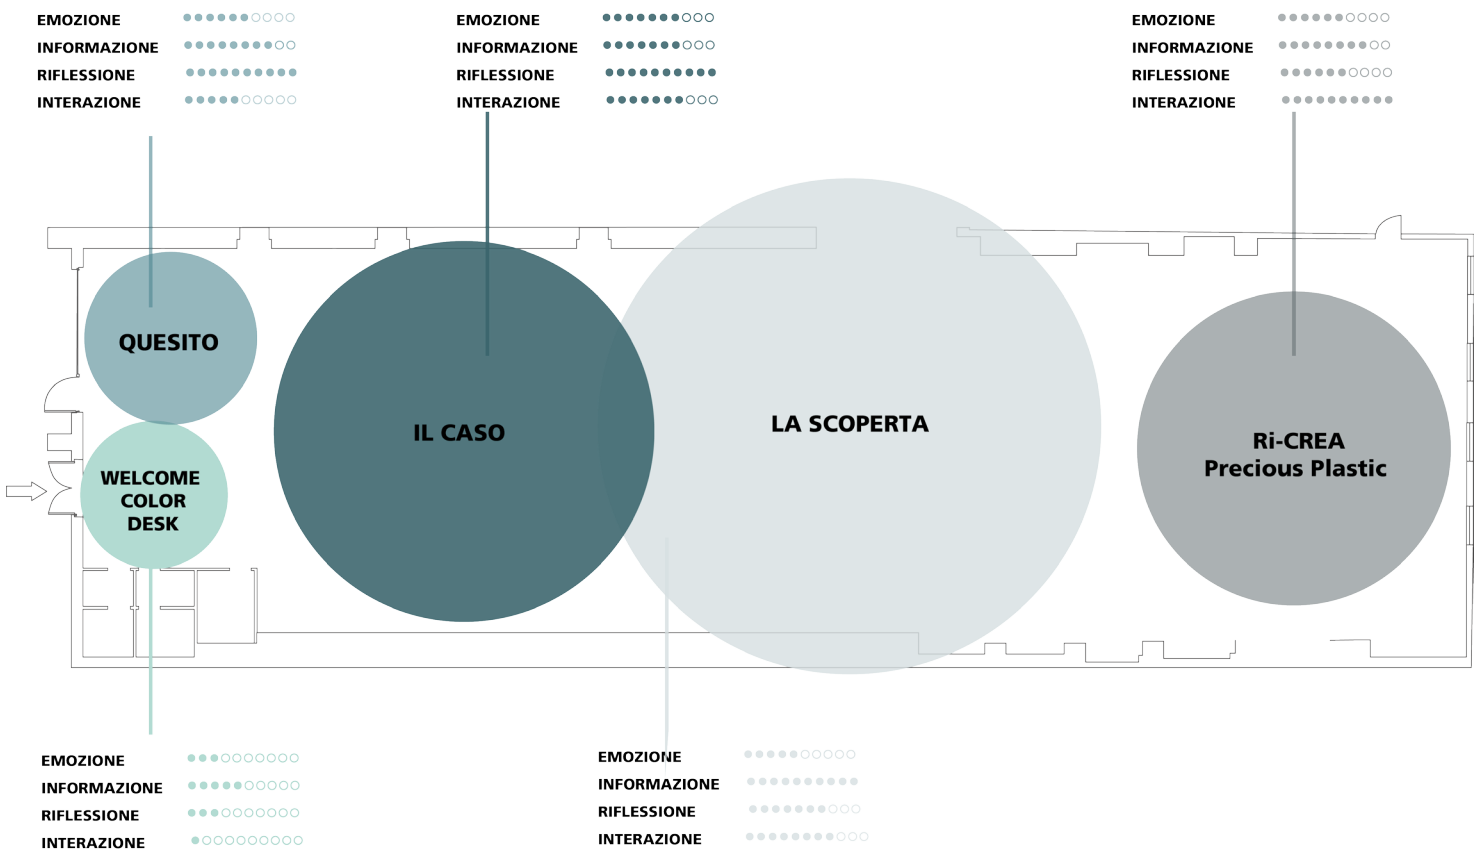 EMOZIONE
INFORMAZIONE
RIFLESSIONE
INTERAZIONE
EMOZIONE
INFORMAZIONE
RIFLESSIONE
INTERAZIONE
EMOZIONE
INFORMAZIONE
RIFLESSIONE
INTERAZIONE
QUESITO
WELCOME
COLOR
DESK
IL CASO
LA SCOPERTA
Ri-CREA
Precious Plastic
EMOZIONE
INFORMAZIONE
RIFLESSIONE
INTERAZIONE
EMOZIONE
INFORMAZIONE
RIFLESSIONE
INTERAZIONE